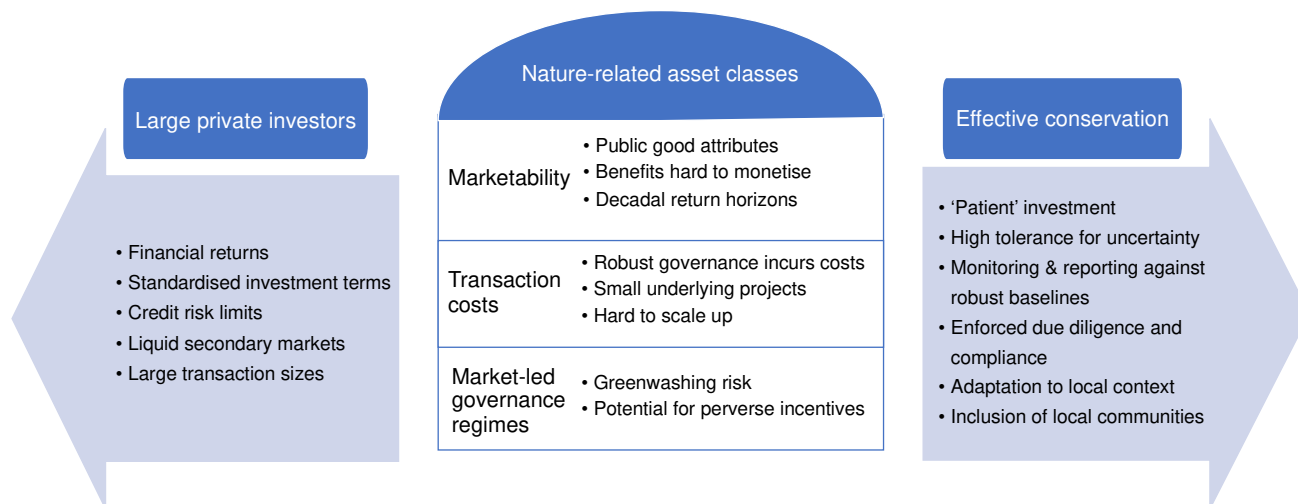 Large private investors
• Financial returns
• Standardised investment terms
• Credit risk limits
• Liquid secondary markets
• Large transaction sizes
Nature-related asset classes
Marketability
• Public good attributes
• Benefits hard to monetise
• Decadal return horizons
Transaction
costs
• Robust governance incurs costs
• Small underlying projects
• Hard to scale up
Market-led
governance
regimes
• Greenwashing risk
• Potential for perverse incentives
Effective conservation
• ‘Patient’ investment
• High tolerance for uncertainty
• Monitoring & reporting against
robust baselines
• Enforced due diligence and
compliance
• Adaptation to local context
• Inclusion of local communities